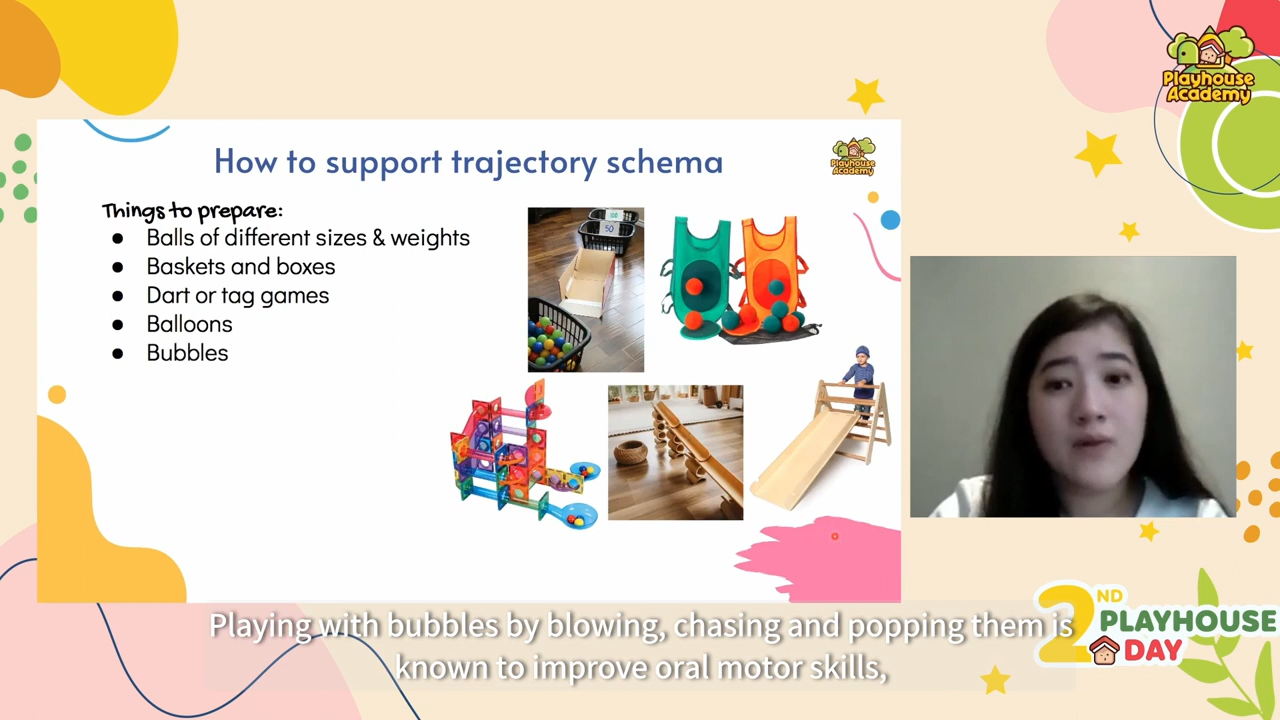 Playhouse
Academy
How to support trajectory schema
Playhouse
Academy
Things to prepare:
● Balls of different sizes & weights
● Baskets and boxes
● Dart or tag games
● Balloons
● Bubbles
100
50
2ND PLAYHOUSE
DAY
Playing with bubbles by blowing, chasing and popping them is
known to improve oral motor skills,